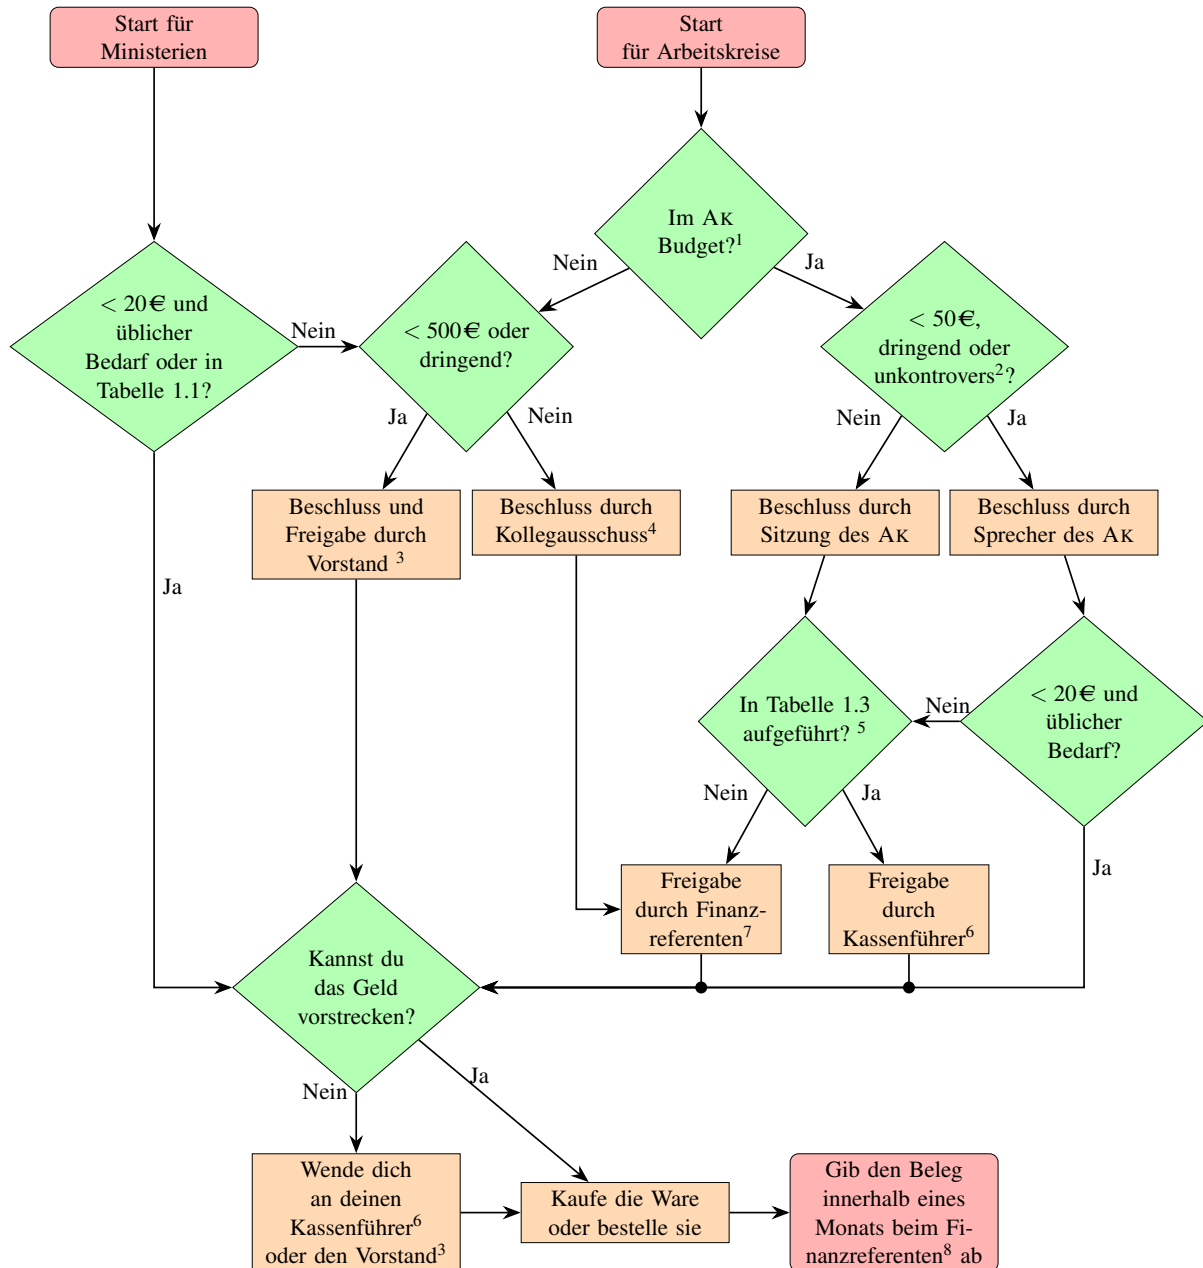 Start für
Ministerien
Start
für Arbeitskreise
Im AK
Budget?¹
Nein
Ja
< 20 € und
üblicher
Bedarf oder in
Tabelle 1.1?
Nein
< 500 € oder
dringend?
< 50 €,
dringend oder
unkontrovers²?
Ja
Nein
Nein
Ja
Beschluss und
Freigabe durch
Vorstand ³
Beschluss durch
Kollegausschuss⁴
Beschluss durch
Sitzung des AK
Beschluss durch
Sprecher des AK
Ja
In Tabelle 1.3
aufgeführt? ⁵
Nein
< 20 € und
üblicher
Bedarf?
Nein
Ja
Ja
Freigabe
durch Finanz-
referenten⁷
Freigabe
durch
Kassenführer⁶
Kannst du
das Geld
vorstrecken?
Nein
Ja
Wende dich
an deinen
Kassenführer⁶
oder den Vorstand³
Kaufe die Ware
oder bestelle sie
Gib den Beleg
innerhalb eines
Monats beim Fi-
nanzreferenten⁸ ab